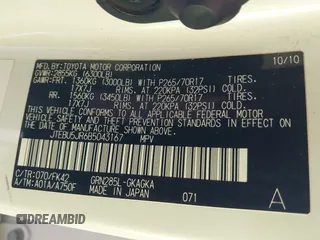 MFD. BY: TOYOTA MOTOR CORPORATION 10/10
GVWR: 2855KG (6300LB)
GAWR: FRT. 1360KG (3000LB) WITH P265/70R17 TIRES,
17X7J RIMS, AT 220KPA (32PSI) COLD
RR. 1560KG (3450LB) WITH P265/70R17 TIRES,
17X7J RIMS, AT 220KPA (32PSI) COLD
THIS VEHICLE CONFORMS TO ALL APPLICABLE FEDERAL MOTOR
VEHICLE SAFETY, BUMPER, AND THEFT PREVENTION
STANDARDS IN EFFECT ON THE DATE OF MANUFACTURE
SHOWN ABOVE.
JTEBU5JR6B5043167 MPV
C/TR: 070/FK42 GRN285L-GKAGKA
A/TM: A01A/A750F MADE IN JAPAN 071